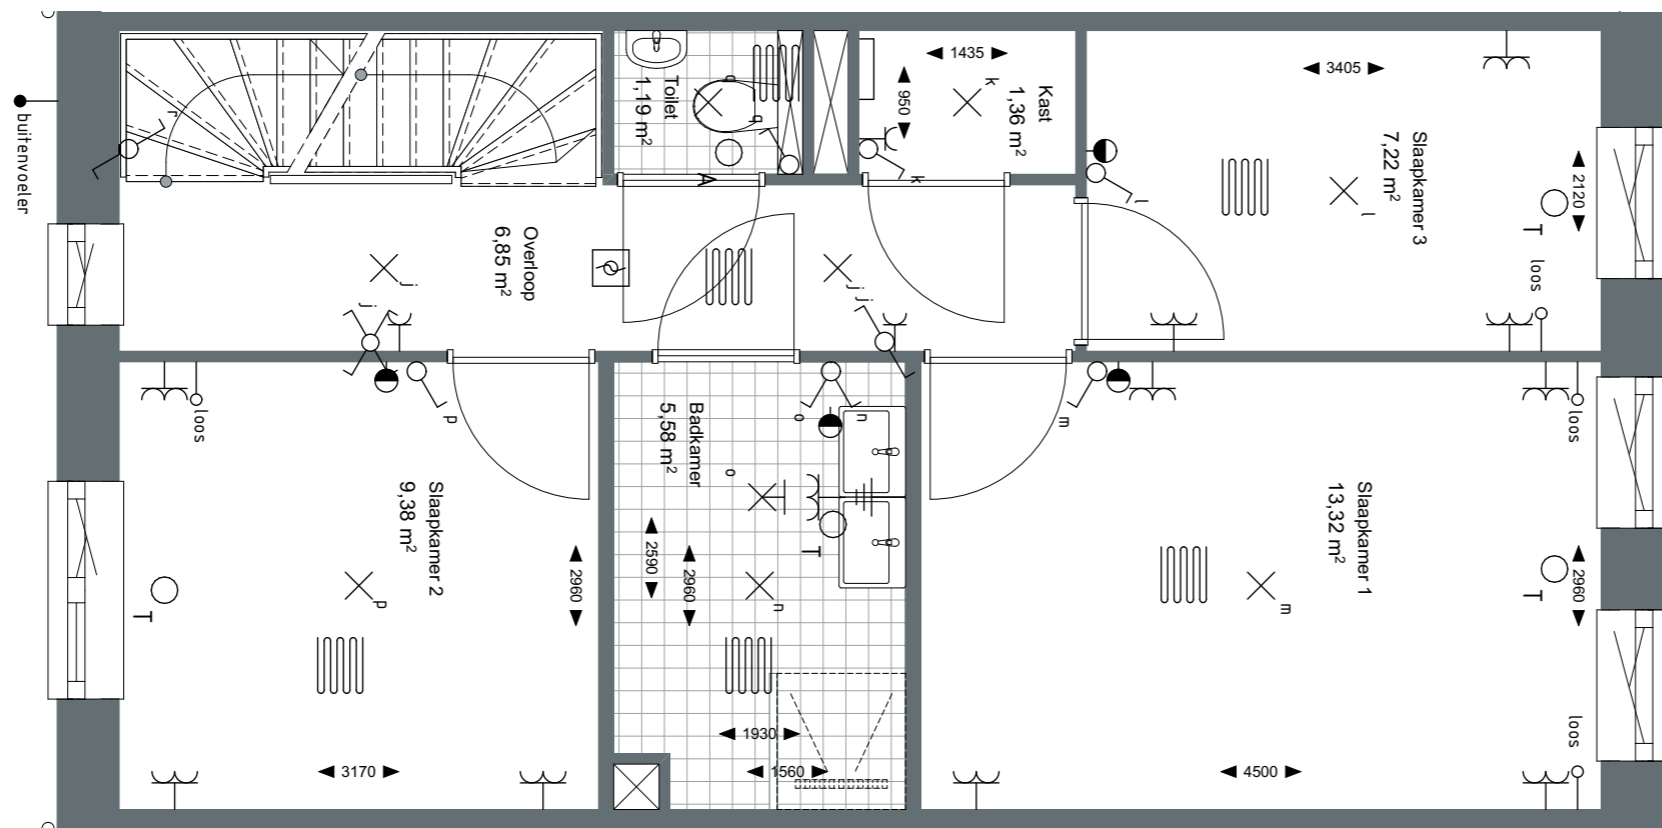 buitenvoeler
r
Toilet
1,19 m²
q
q
A
1435
950
k
Kast
1,36 m²
k
3405
Slaapkamer 3
7,22 m²
l
l
2120
T
loos
Overloop
6,85 m²
j
j
j
j
loos
p
Slaapkamer 2
9,38 m²
p
T
2960
3170
Badkamer
5,58 m²
o
o
n
T
2590
2960
n
1930
1560
m
Slaapkamer 1
13,32 m²
m
loos
2960
T
4500
loos